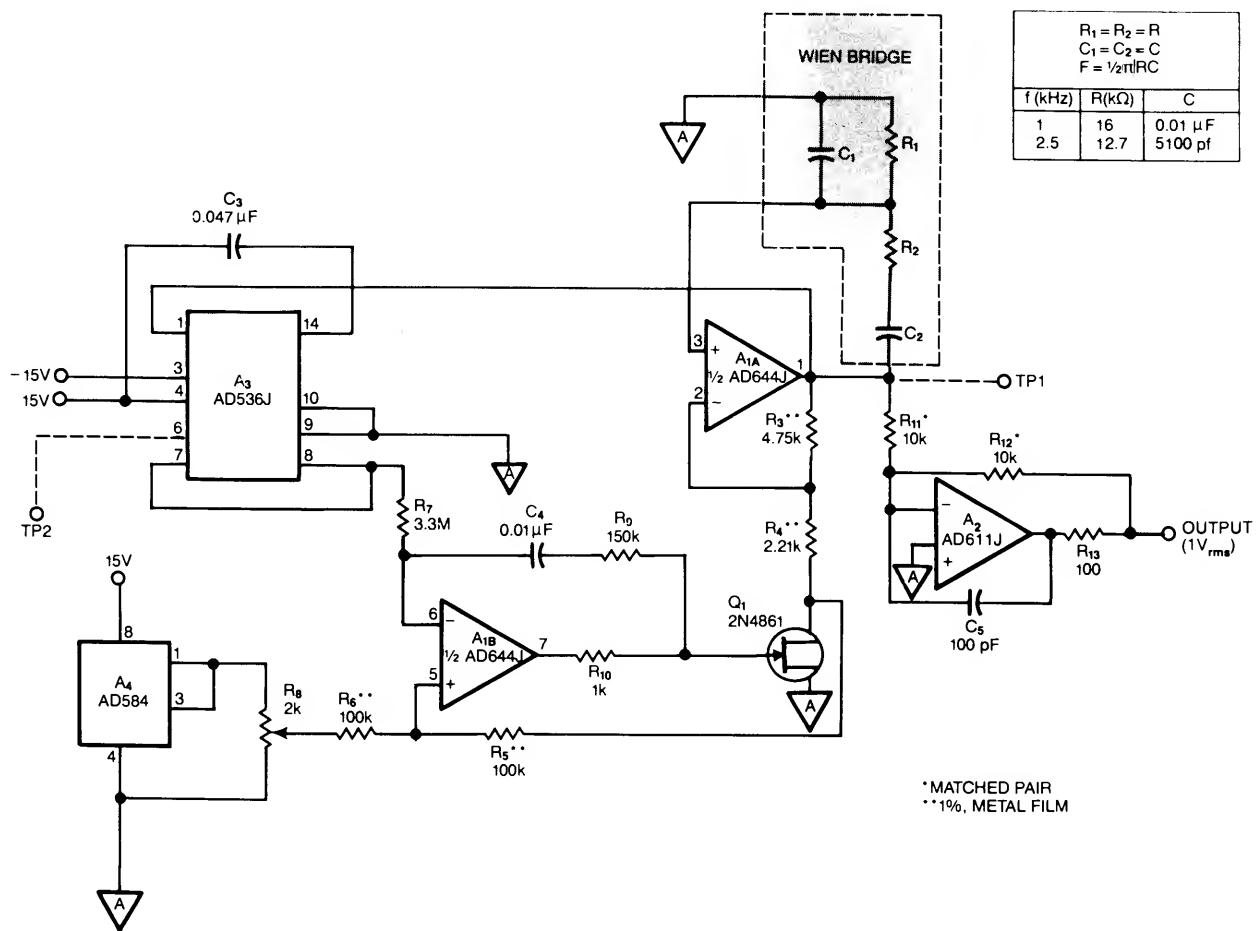 WIEN BRIDGE
R₁ = R₂ = R
C₁ = C₂ = C
F = ½π|RC
f (kHz) R(kΩ) C
1 16 0.01 μF
2.5 12.7 5100 pf
A
C₁
R₁
R₂
C₂
C₃
0.047 μF
1
14
3
4
6
7
10
9
8
A₃
AD536J
−15V
15V
TP2
A
3
+
2
−
A₁A
½ AD644J
1
TP1
R₃**
4.75k
R₄**
2.21k
R₁₁*
10k
R₁₂*
10k
−
A₂
AD611J
+
A
R₁₃
100
OUTPUT
(1Vrms)
C₅
100 pF
R₇
3.3M
C₄
0.01μF
R₉
150k
6
−
5
+
A₁B
½ AD644J
7
R₁₀
1k
Q₁
2N4861
A
15V
8
1
3
4
A₄
AD584
R₈
2k
R₆**
100k
R₅**
100k
A
*MATCHED PAIR
**1%, METAL FILM